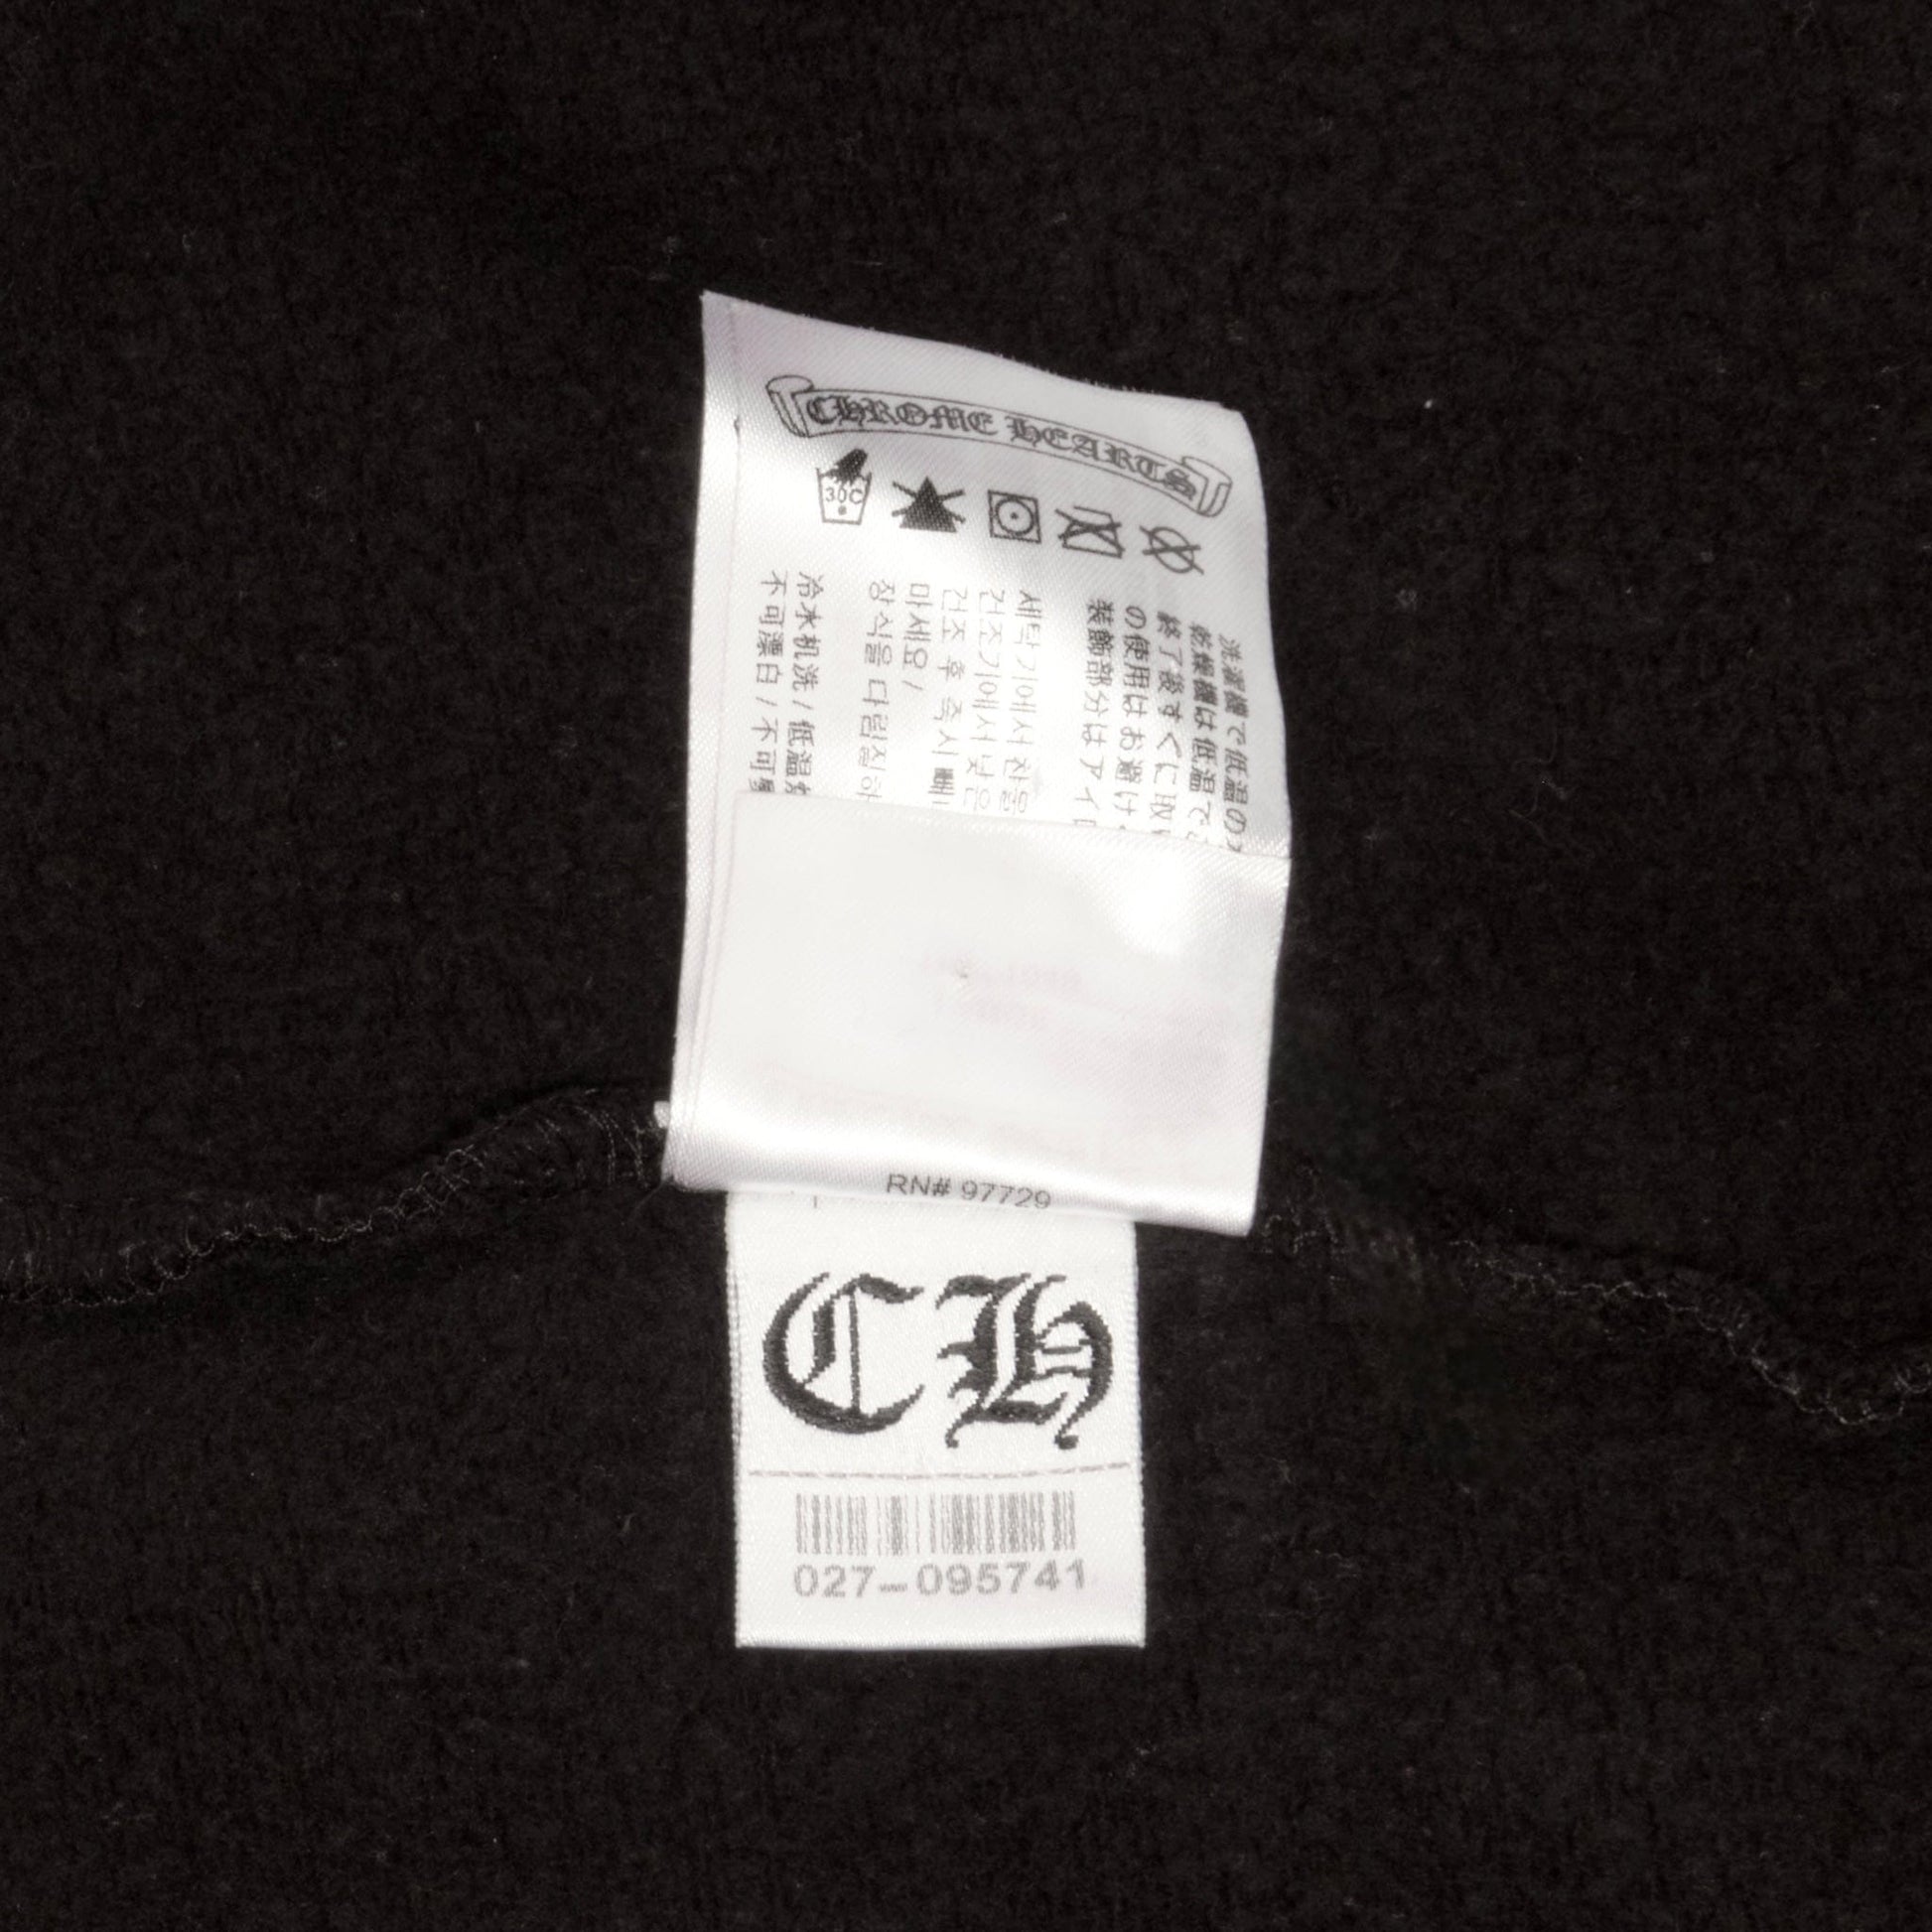 CHROME HEARTS
30C
洗濯機で低温の
乾燥機は低温で
終了後すぐに取
の使用はお避け
装飾部分はアイ
세탁기에서 찬물
건조기에서 낮은
건조 후 즉시 빼
마세요 /
장식을 다림질하
冷水机洗 / 低温
不可漂白 / 不可
RN# 97729
CH
027-095741